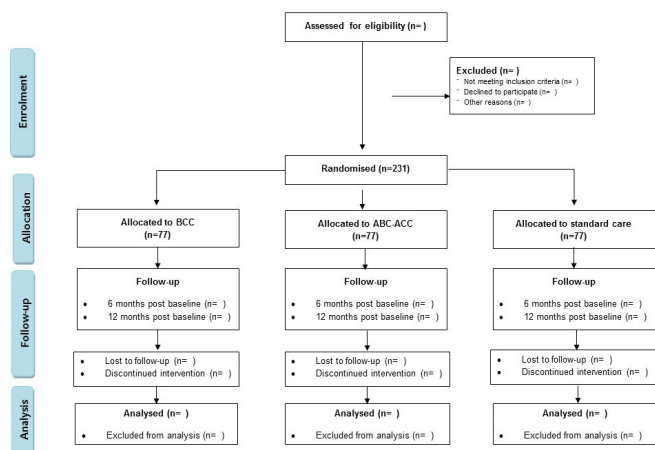 Assessed for eligibility (n= )
Enrolment
Excluded (n= )
- Not meeting inclusion criteria (n= )
- Declined to participate (n= )
- Other reasons (n= )
Randomised (n=231)
Allocation
Allocated to BCC
(n=77)
Allocated to ABC-ACC
(n=77)
Allocated to standard care
(n=77)
Follow-up
Follow-up
• 6 months post baseline (n= )
• 12 months post baseline (n= )
Follow-up
• 6 months post baseline (n= )
• 12 months post baseline (n= )
Follow-up
• 6 months post baseline (n= )
• 12 months post baseline (n= )
• Lost to follow-up (n= )
• Discontinued intervention (n= )
• Lost to follow-up (n= )
• Discontinued intervention (n= )
• Lost to follow-up (n= )
• Discontinued intervention (n= )
Analysis
Analysed (n= )
• Excluded from analysis (n= )
Analysed (n= )
• Excluded from analysis (n= )
Analysed (n= )
• Excluded from analysis (n= )